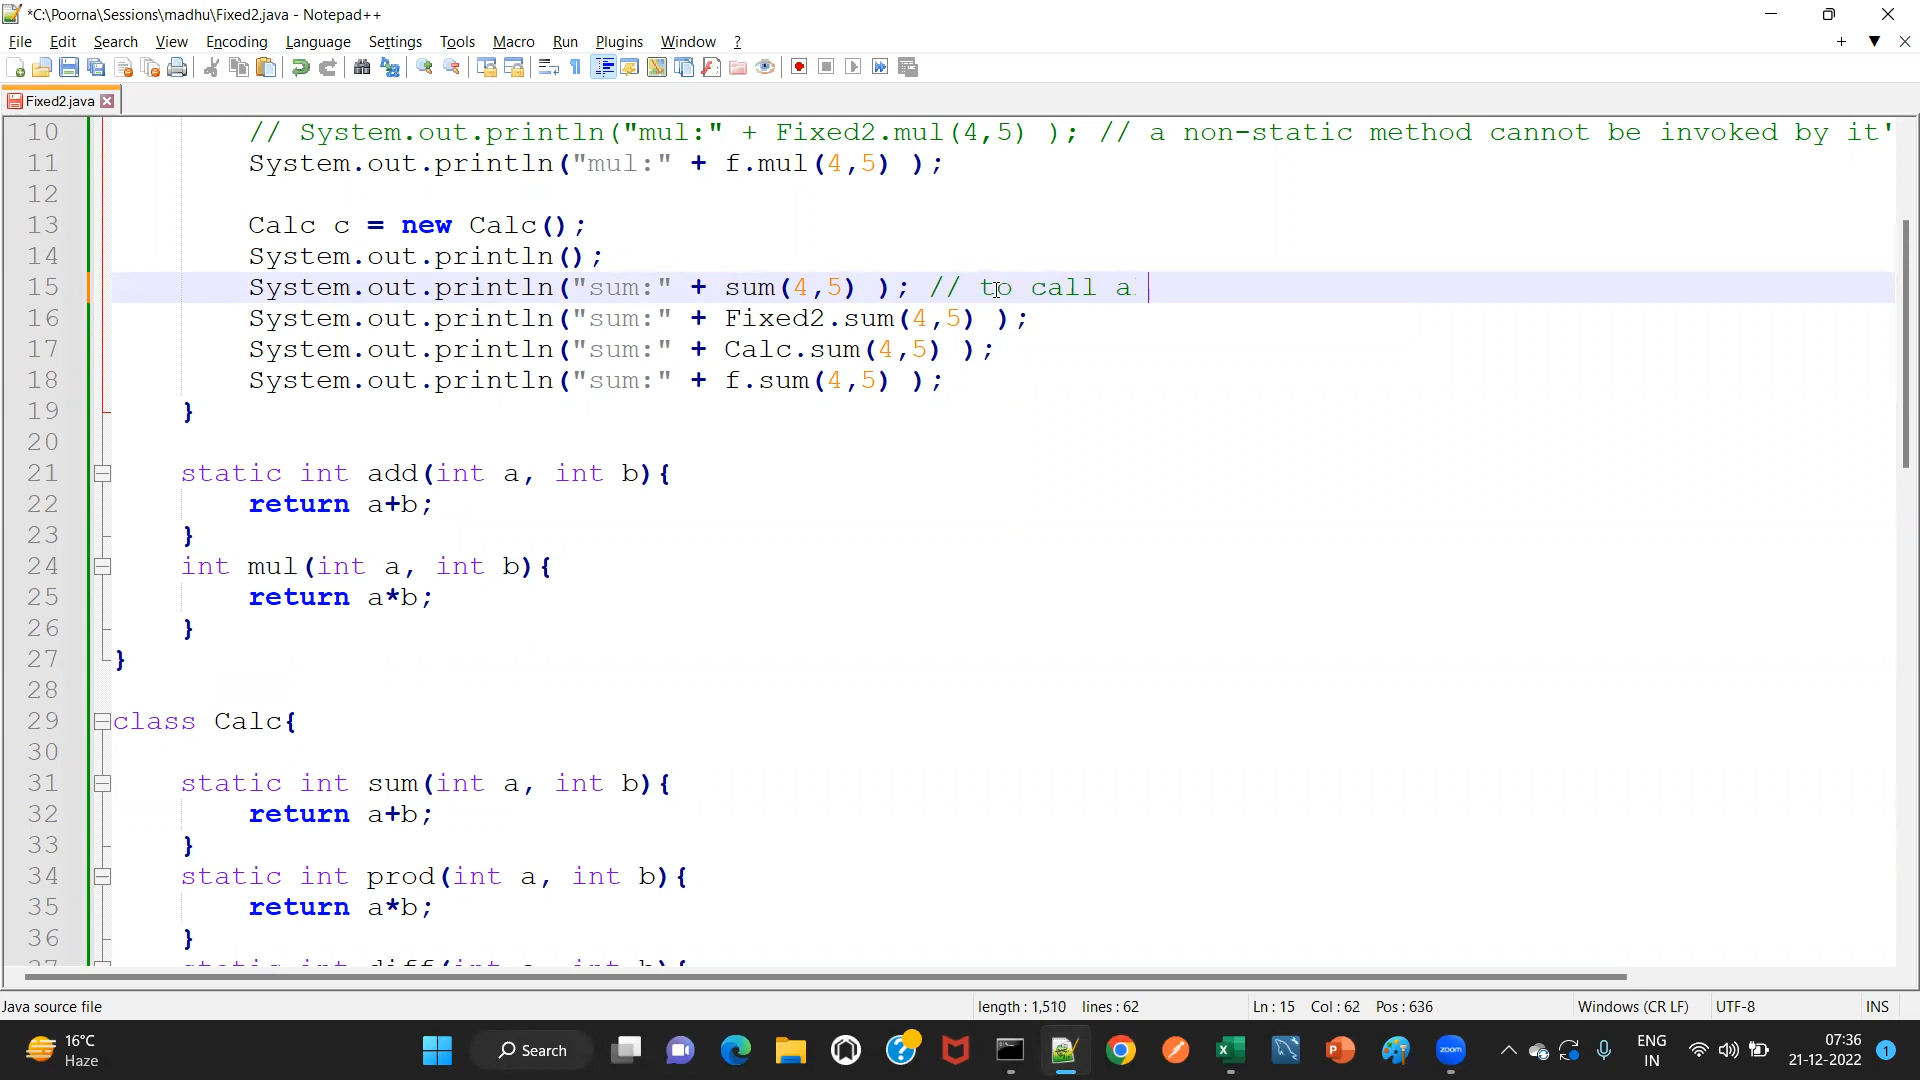 *C:\Poorna\Sessions\madhu\Fixed2.java - Notepad++
File Edit Search View Encoding Language Settings Tools Macro Run Plugins Window ?
Fixed2.java
10 // System.out.println("mul:" + Fixed2.mul(4,5) ); // a non-static method cannot be invoked by it'
11 System.out.println("mul:" + f.mul(4,5) );
12
13 Calc c = new Calc();
14 System.out.println();
15 System.out.println("sum:" + sum(4,5) ); // to call a
16 System.out.println("sum:" + Fixed2.sum(4,5) );
17 System.out.println("sum:" + Calc.sum(4,5) );
18 System.out.println("sum:" + f.sum(4,5) );
19 }
20
21 static int add(int a, int b){
22 return a+b;
23 }
24 int mul(int a, int b){
25 return a*b;
26 }
27 }
28
29 class Calc{
30
31 static int sum(int a, int b){
32 return a+b;
33 }
34 static int prod(int a, int b){
35 return a*b;
36 }
37 static int diff(int a, int b){
Java source file length : 1,510 lines : 62 Ln : 15 Col : 62 Pos : 636 Windows (CR LF) UTF-8 INS
16°C
Haze
Search
zoom
ENG
IN
07:36
21-12-2022
1